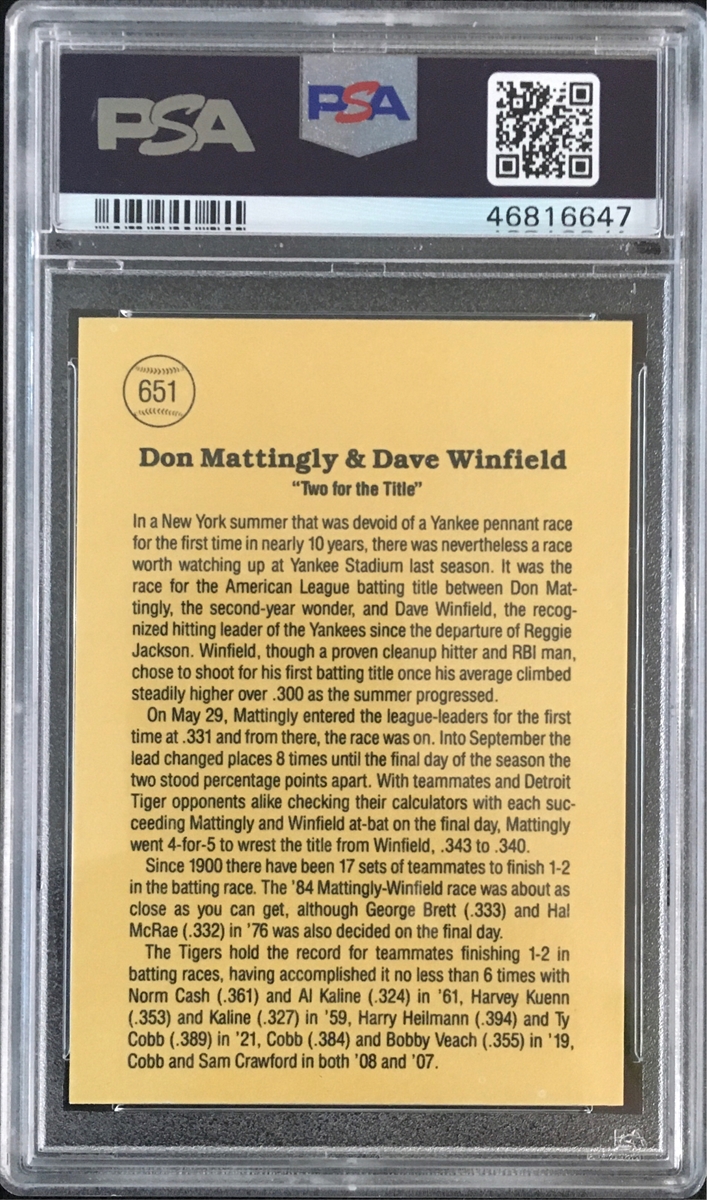 PSA
PSA
46816647
651
Don Mattingly & Dave Winfield
“Two for the Title”
In a New York summer that was devoid of a Yankee pennant race
for the first time in nearly 10 years, there was nevertheless a race
worth watching up at Yankee Stadium last season. It was the
race for the American League batting title between Don Mat-
tingly, the second-year wonder, and Dave Winfield, the recog-
nized hitting leader of the Yankees since the departure of Reggie
Jackson. Winfield, though a proven cleanup hitter and RBI man,
chose to shoot for his first batting title once his average climbed
steadily higher over .300 as the summer progressed.
On May 29, Mattingly entered the league-leaders for the first
time at .331 and from there, the race was on. Into September the
lead changed places 8 times until the final day of the season the
two stood percentage points apart. With teammates and Detroit
Tiger opponents alike checking their calculators with each suc-
ceeding Mattingly and Winfield at-bat on the final day, Mattingly
went 4-for-5 to wrest the title from Winfield, .343 to .340.
Since 1900 there have been 17 sets of teammates to finish 1-2
in the batting race. The '84 Mattingly-Winfield race was about as
close as you can get, although George Brett (.333) and Hal
McRae (.332) in '76 was also decided on the final day.
The Tigers hold the record for teammates finishing 1-2 in
batting races, having accomplished it no less than 6 times with
Norm Cash (.361) and Al Kaline (.324) in '61, Harvey Kuenn
(.353) and Kaline (.327) in '59, Harry Heilmann (.394) and Ty
Cobb (.389) in '21, Cobb (.384) and Bobby Veach (.355) in '19,
Cobb and Sam Crawford in both '08 and '07.